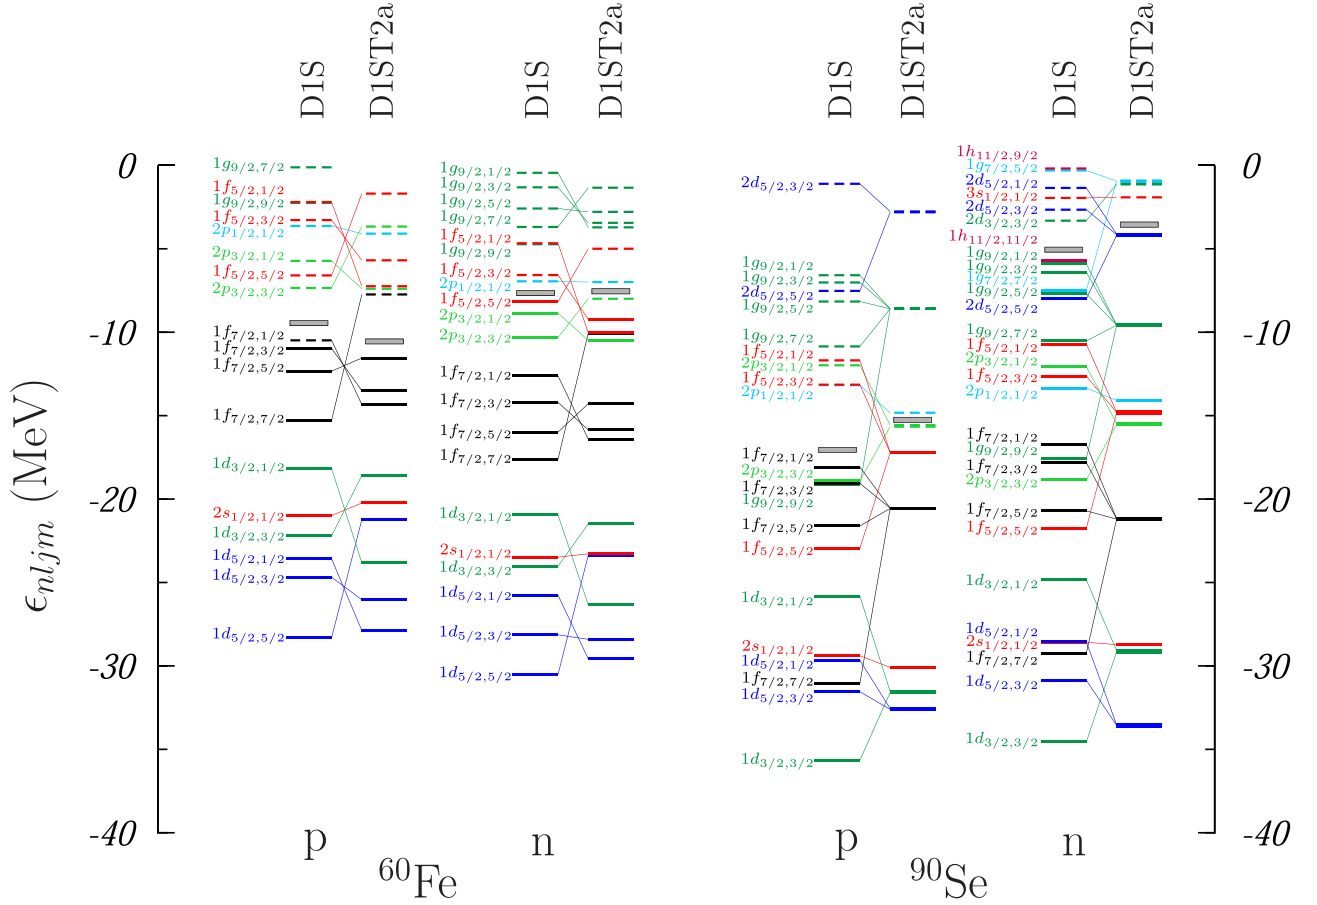 D1S
D1ST2a
D1S
D1ST2a
D1S
D1ST2a
D1S
D1ST2a
ϵ_{nljm} (MeV)
0
-10
-20
-30
-40
1g_{9/2,7/2}
1f_{5/2,1/2}
1g_{9/2,9/2}
1f_{5/2,3/2}
2p_{1/2,1/2}
2p_{3/2,1/2}
1f_{5/2,5/2}
2p_{3/2,3/2}
1f_{7/2,1/2}
1f_{7/2,3/2}
1f_{7/2,5/2}
1f_{7/2,7/2}
1d_{3/2,1/2}
2s_{1/2,1/2}
1d_{3/2,3/2}
1d_{5/2,1/2}
1d_{5/2,3/2}
1d_{5/2,5/2}
p
1g_{9/2,1/2}
1g_{9/2,3/2}
1g_{9/2,5/2}
1g_{9/2,7/2}
1f_{5/2,1/2}
1g_{9/2,9/2}
1f_{5/2,3/2}
2p_{1/2,1/2}
1f_{5/2,5/2}
2p_{3/2,1/2}
2p_{3/2,3/2}
1f_{7/2,1/2}
1f_{7/2,3/2}
1f_{7/2,5/2}
1f_{7/2,7/2}
1d_{3/2,1/2}
2s_{1/2,1/2}
1d_{3/2,3/2}
1d_{5/2,1/2}
1d_{5/2,3/2}
1d_{5/2,5/2}
n
^{60}Fe
2d_{5/2,3/2}
1g_{9/2,1/2}
1g_{9/2,3/2}
2d_{5/2,5/2}
1g_{9/2,5/2}
1g_{9/2,7/2}
1f_{5/2,1/2}
2p_{3/2,1/2}
1f_{5/2,3/2}
2p_{1/2,1/2}
1f_{7/2,1/2}
2p_{3/2,3/2}
1f_{7/2,3/2}
1g_{9/2,9/2}
1f_{7/2,5/2}
1f_{5/2,5/2}
1d_{3/2,1/2}
2s_{1/2,1/2}
1d_{5/2,1/2}
1f_{7/2,7/2}
1d_{5/2,3/2}
1d_{3/2,3/2}
p
1h_{11/2,9/2}
1g_{7/2,5/2}
2d_{5/2,1/2}
3s_{1/2,1/2}
2d_{5/2,3/2}
2d_{3/2,3/2}
1h_{11/2,11/2}
1g_{9/2,1/2}
1g_{9/2,3/2}
1g_{7/2,7/2}
1g_{9/2,5/2}
2d_{5/2,5/2}
1g_{9/2,7/2}
1f_{5/2,1/2}
2p_{3/2,1/2}
1f_{5/2,3/2}
2p_{1/2,1/2}
1f_{7/2,1/2}
1g_{9/2,9/2}
1f_{7/2,3/2}
2p_{3/2,3/2}
1f_{7/2,5/2}
1f_{5/2,5/2}
1d_{3/2,1/2}
1d_{5/2,1/2}
2s_{1/2,1/2}
1f_{7/2,7/2}
1d_{5/2,3/2}
1d_{3/2,3/2}
n
^{90}Se
0
-10
-20
-30
-40